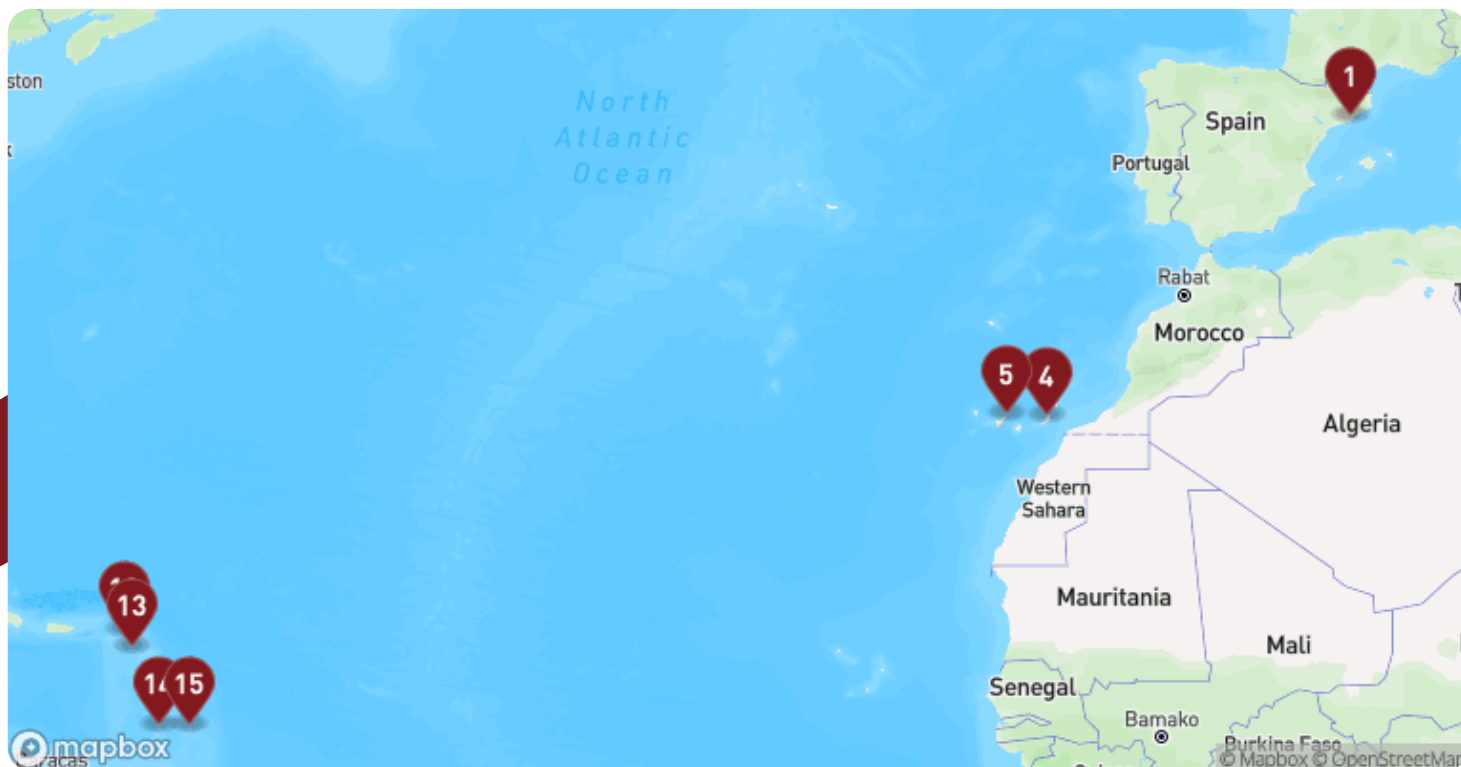 ston
k
North
Atlantic
Ocean
1
Spain
Portugal
Rabat
Morocco
5
4
Algeria
Western
Sahara
Mauritania
Mali
13
Senegal
14
15
Bamako
Burkina Faso
mapbox
© Mapbox © OpenStreetMap